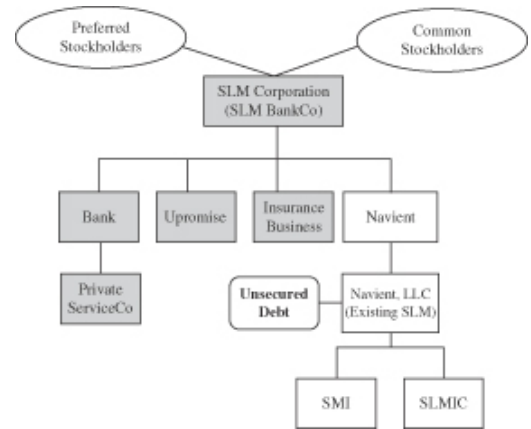 Preferred
Stockholders
Common
Stockholders
SLM Corporation
(SLM BankCo)
Bank
Upromise
Insurance
Business
Navient
Private
ServiceCo
Unsecured
Debt
Navient, LLC
(Existing SLM)
SMI
SLMIC